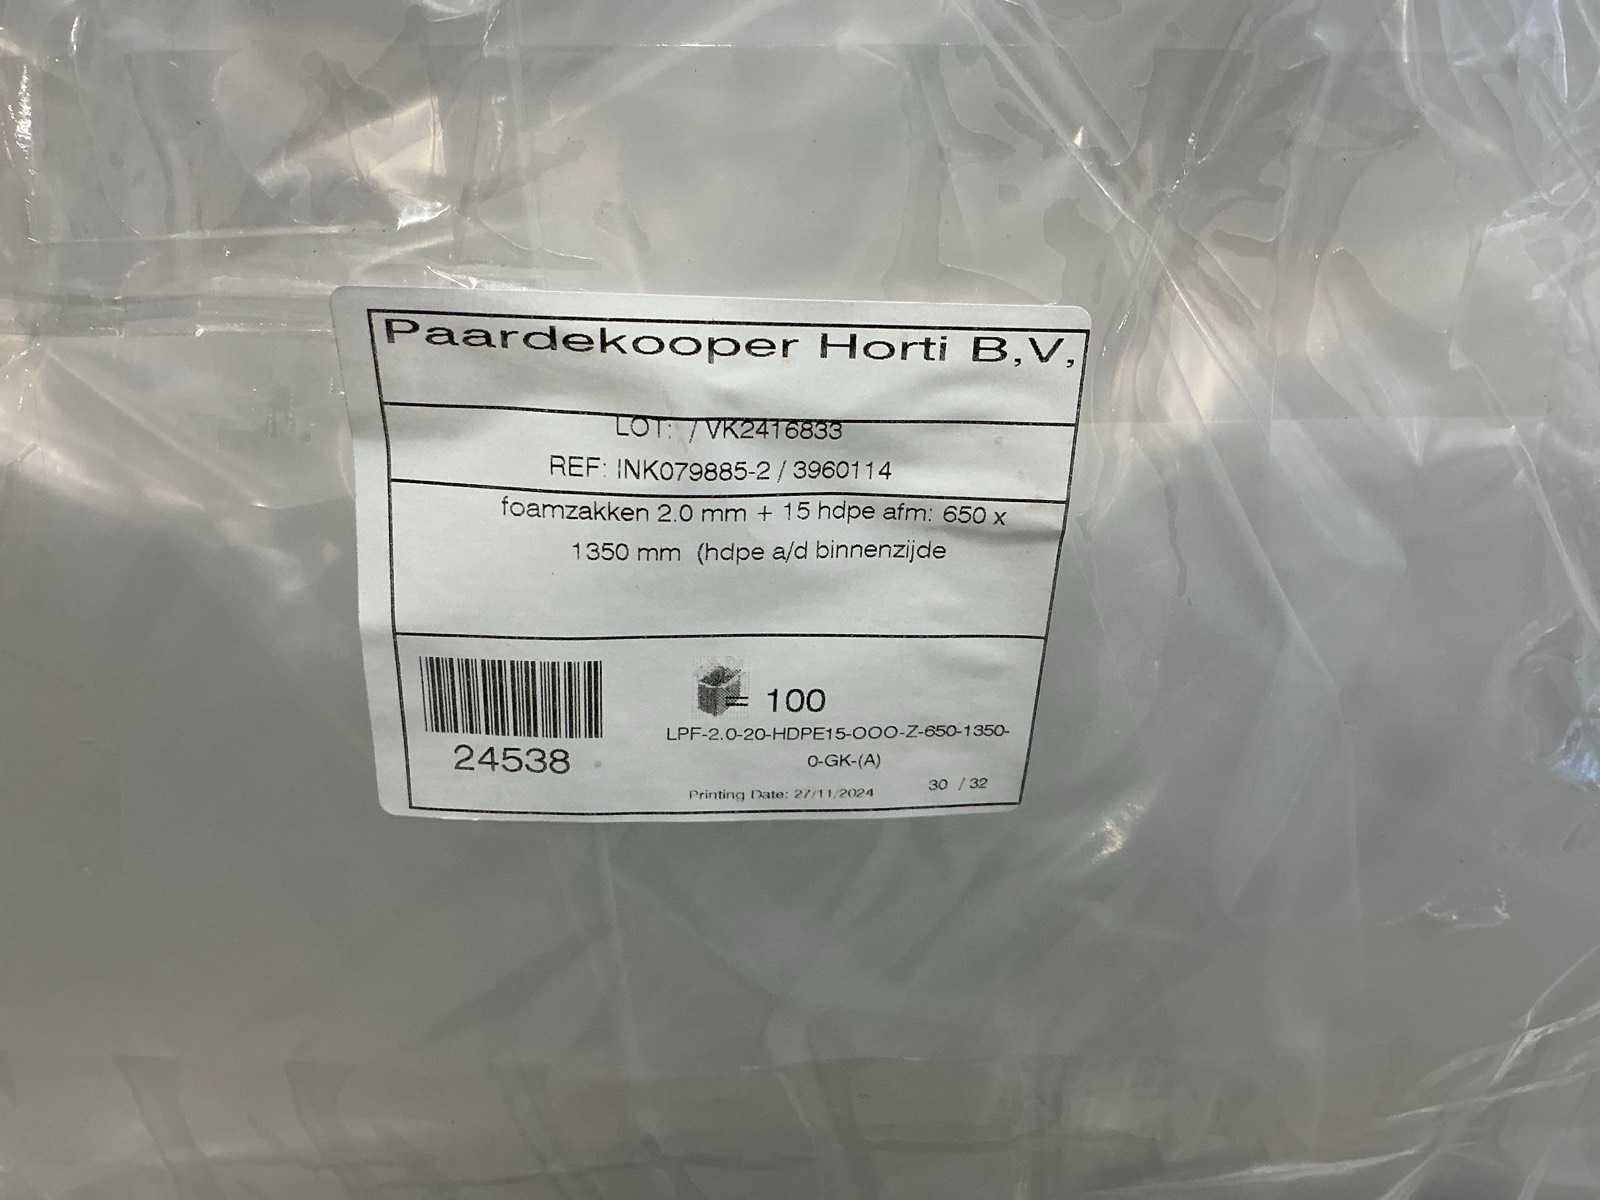 Paardekooper Horti B,V,
LOT: / VK2416833
REF: INK079885-2 / 3960114
foamzakken 2.0 mm + 15 hdpe afm: 650 x
1350 mm (hdpe a/d binnenzijde
= 100
LPF-2.0-20-HDPE15-OOO-Z-650-1350-
0-GK-(A)
24538
Printing Date: 27/11/2024
30 / 32